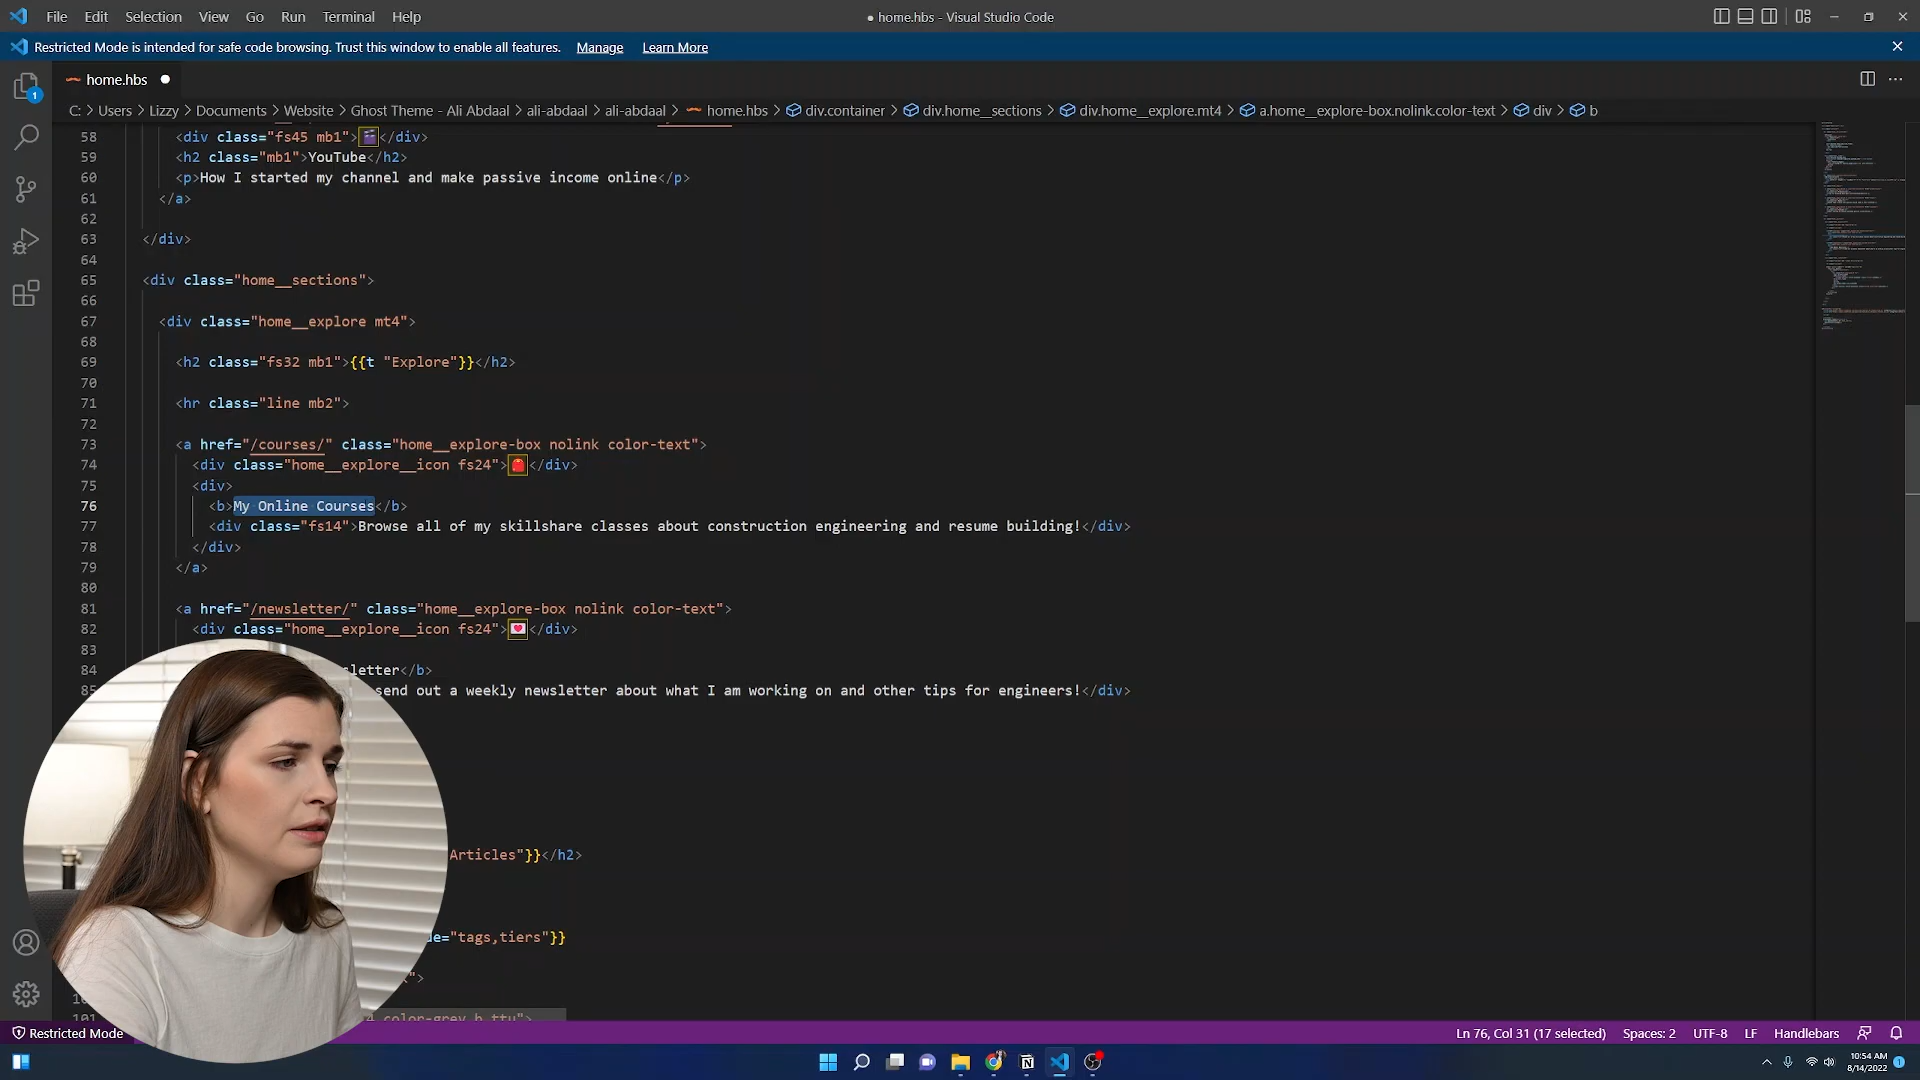 File Edit Selection View Go Run Terminal Help
● home.hbs - Visual Studio Code
Restricted Mode is intended for safe code browsing. Trust this window to enable all features. Manage Learn More
home.hbs
C: > Users > Lizzy > Documents > Website > Ghost Theme - Ali Abdaal > ali-abdaal > ali-abdaal > home.hbs > div.container > div.home__sections > div.home__explore.mt4 > a.home__explore-box.nolink.color-text > div > b
58 <div class="fs45 mb1">🎬</div>
59 <h2 class="mb1">YouTube</h2>
60 <p>How I started my channel and make passive income online</p>
61 </a>
62
63 </div>
64
65 <div class="home__sections">
66
67 <div class="home__explore mt4">
68
69 <h2 class="fs32 mb1">{{t "Explore"}}</h2>
70
71 <hr class="line mb2">
72
73 <a href="/courses/" class="home__explore-box nolink color-text">
74 <div class="home__explore__icon fs24">🎒</div>
75 <div>
76 <b>My Online Courses</b>
77 <div class="fs14">Browse all of my skillshare classes about construction engineering and resume building!</div>
78 </div>
79 </a>
80
81 <a href="/newsletter/" class="home__explore-box nolink color-text">
82 <div class="home__explore__icon fs24">💌</div>
83
84 sletter</b>
85 send out a weekly newsletter about what I am working on and other tips for engineers!</div>
Articles"}}</h2>
de="tags,tiers"}}
">
101 4 color-grey b ttu">
Restricted Mode
Ln 76, Col 31 (17 selected) Spaces: 2 UTF-8 LF Handlebars
10:54 AM
8/14/2022
1
1